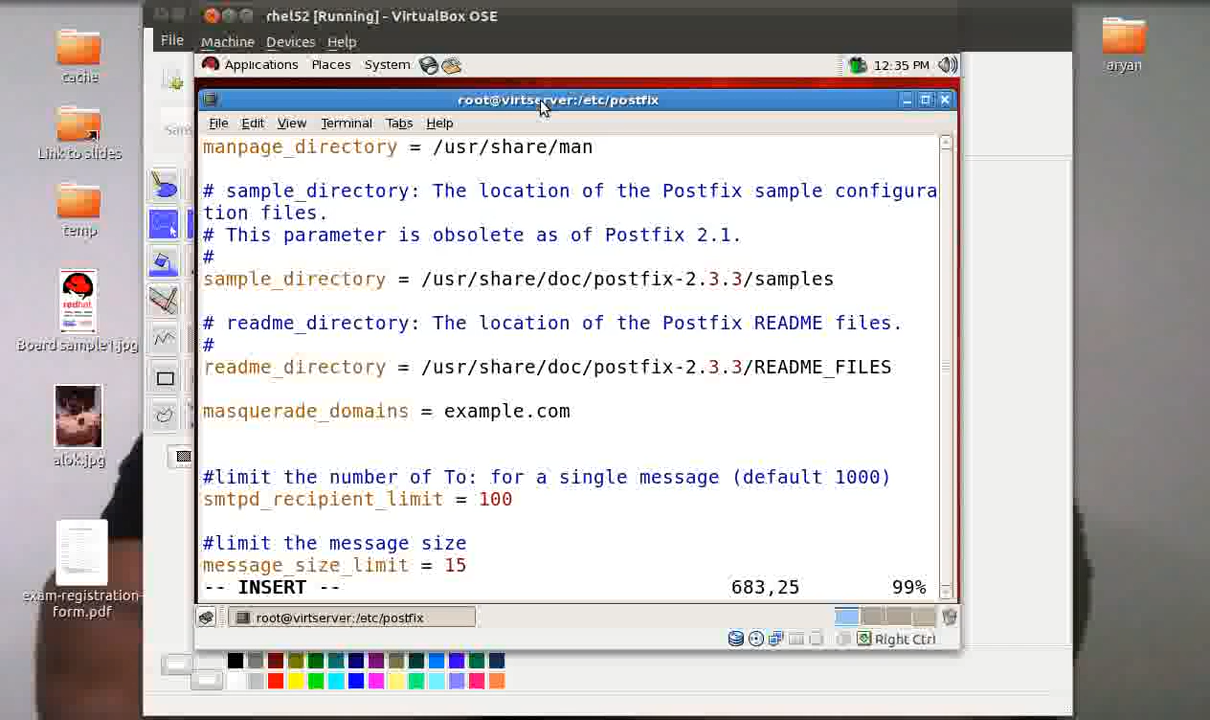 rhel52 [Running] - VirtualBox OSE
File Machine Devices Help
Applications Places System 12:35 PM
root@virtserver:/etc/postfix
File Edit View Terminal Tabs Help
manpage_directory = /usr/share/man
# sample_directory: The location of the Postfix sample configura
tion files.
# This parameter is obsolete as of Postfix 2.1.
#
sample_directory = /usr/share/doc/postfix-2.3.3/samples
# readme_directory: The location of the Postfix README files.
#
readme_directory = /usr/share/doc/postfix-2.3.3/README_FILES
masquerade_domains = example.com
#limit the number of To: for a single message (default 1000)
smtpd_recipient_limit = 100
#limit the message size
message_size_limit = 15
-- INSERT -- 683,25 99%
root@virtserver:/etc/postfix
Right Ctrl
cache
Link to slides
temp
redhat
Board sample1.jpg
alok.jpg
exam-registration-
form.pdf
aryan